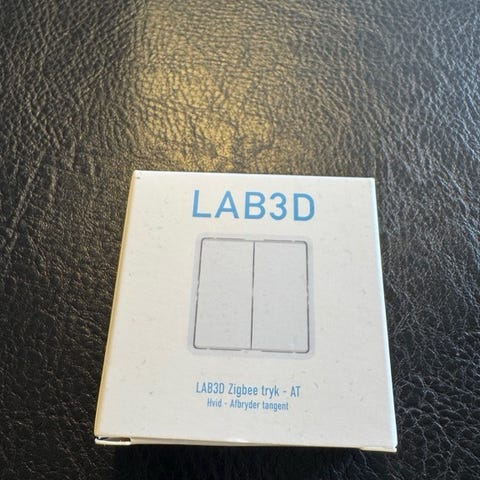 LAB3D
LAB3D Zigbee tryk - AT
Hvid - Afbryder tangent